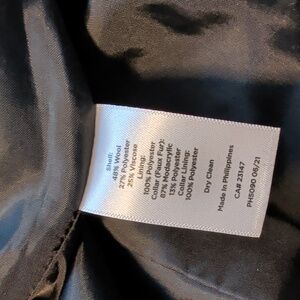 Shell:
48% Wool
27% Polyester
25% Viscose
Lining:
100% Polyester
Collar (Faux Fur):
87% Modacrylic
13% Polyester
Collar Lining:
100% Polyester
Dry Clean
Made in Philippines
CA# 23147
PH5090 06/21